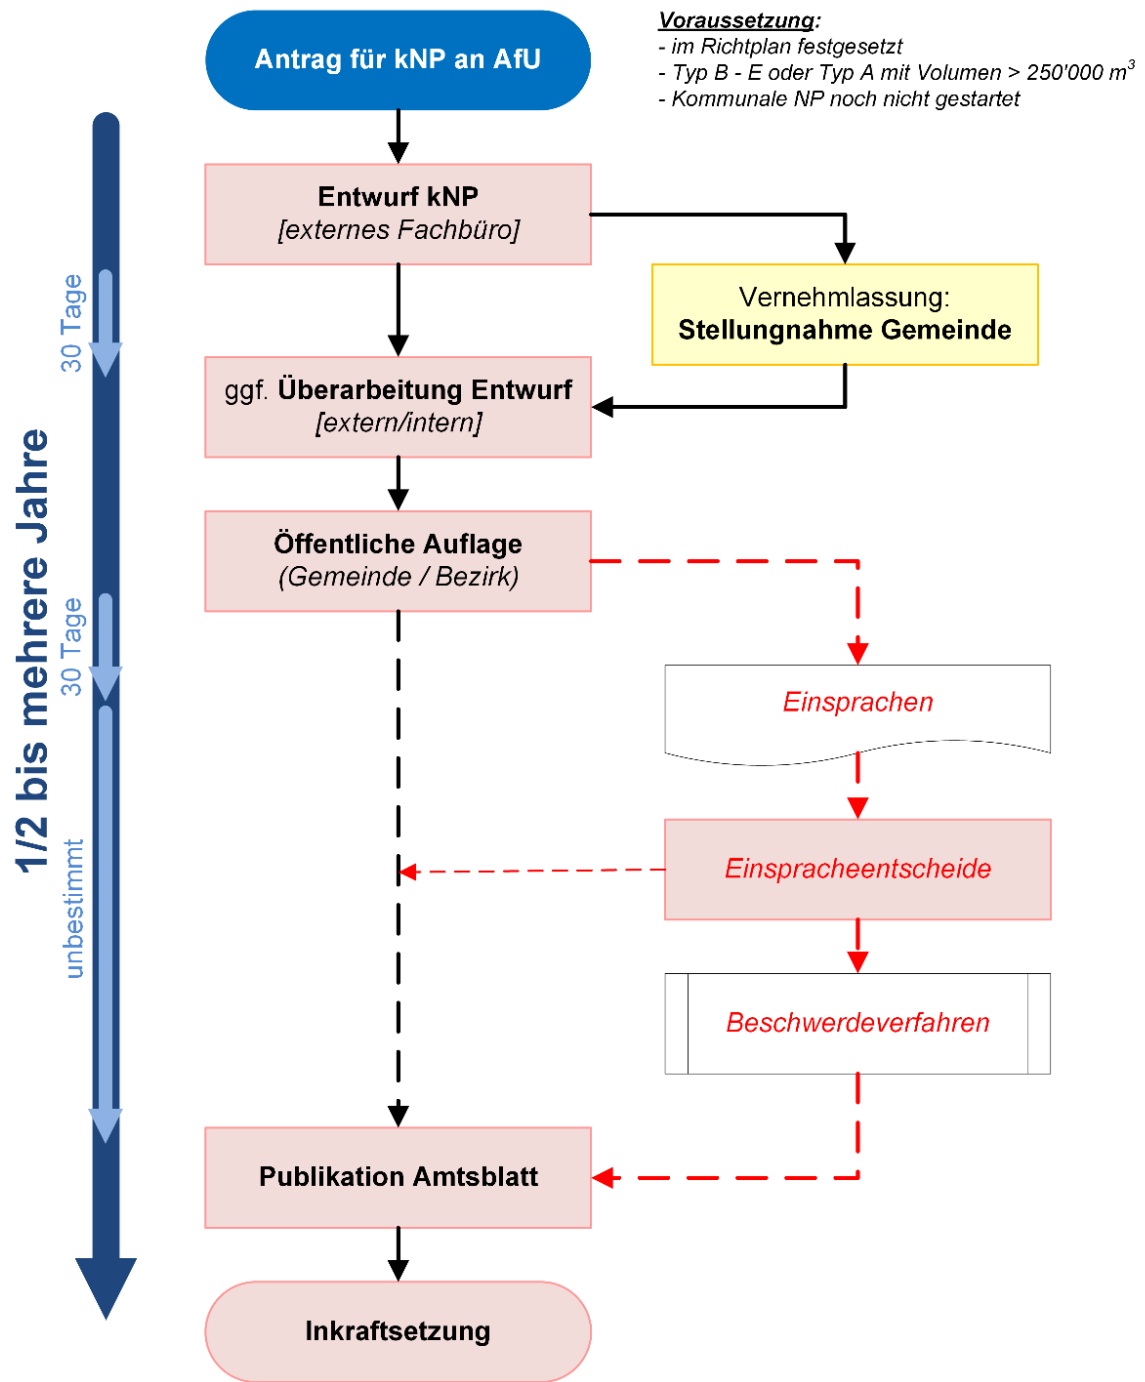 Antrag für kNP an AfU
Voraussetzung:
- im Richtplan festgesetzt
- Typ B - E oder Typ A mit Volumen > 250'000 m³
- Kommunale NP noch nicht gestartet
Entwurf kNP
[externes Fachbüro]
Vernehmlassung:
Stellungnahme Gemeinde
30 Tage
ggf. Überarbeitung Entwurf
[extern/intern]
1/2 bis mehrere Jahre
Öffentliche Auflage
(Gemeinde / Bezirk)
30 Tage
Einsprachen
unbestimmt
Einspracheentscheide
Beschwerdeverfahren
Publikation Amtsblatt
Inkraftsetzung